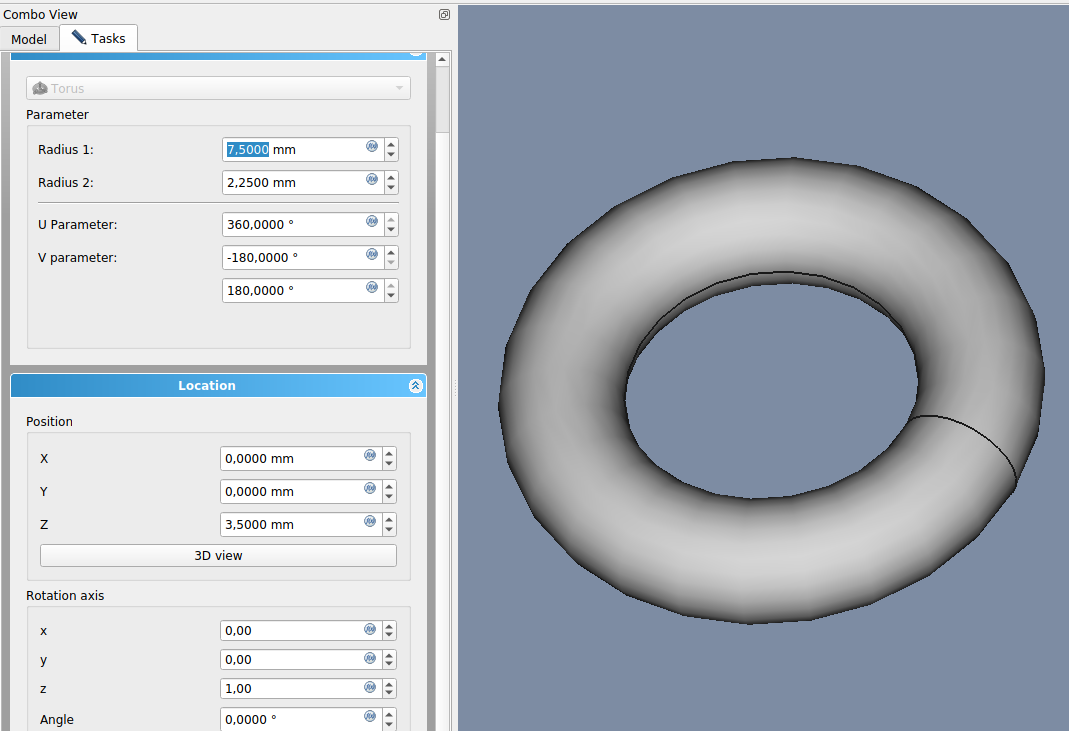 Combo View
Model Tasks
Torus
Parameter
Radius 1: 7,5000 mm
Radius 2: 2,2500 mm
U Parameter: 360,0000 °
V parameter: -180,0000 °
180,0000 °
Location
Position
X 0,0000 mm
Y 0,0000 mm
Z 3,5000 mm
3D view
Rotation axis
x 0,00
y 0,00
z 1,00
Angle 0,0000 °